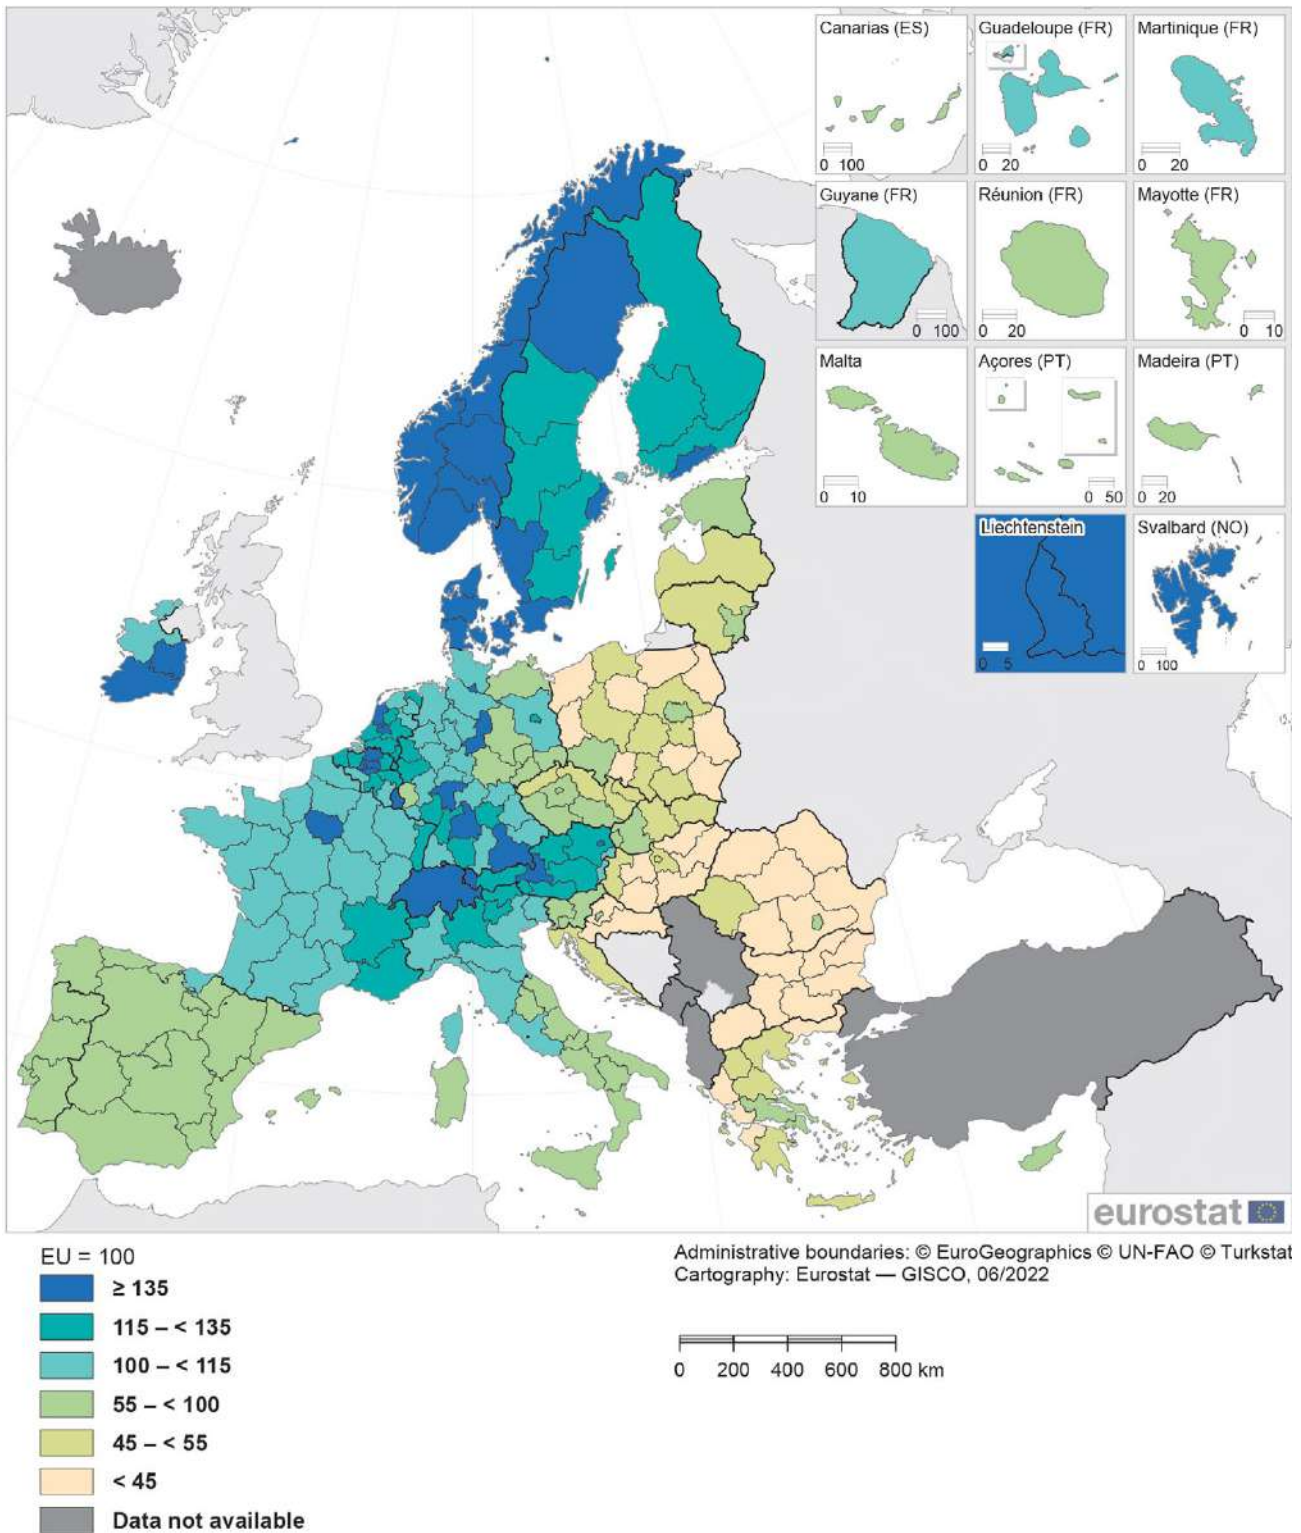 Canarias (ES)
0 100
Guadeloupe (FR)
0 20
Martinique (FR)
0 20
Guyane (FR)
0 100
Réunion (FR)
0 20
Mayotte (FR)
0 10
Malta
0 10
Açores (PT)
0 50
Madeira (PT)
0 20
Liechtenstein
0 5
Svalbard (NO)
0 100
eurostat
EU = 100
≥ 135
115 – < 135
100 – < 115
55 – < 100
45 – < 55
< 45
Data not available
Administrative boundaries: © EuroGeographics © UN-FAO © Turkstat
Cartography: Eurostat — GISCO, 06/2022
0 200 400 600 800 km